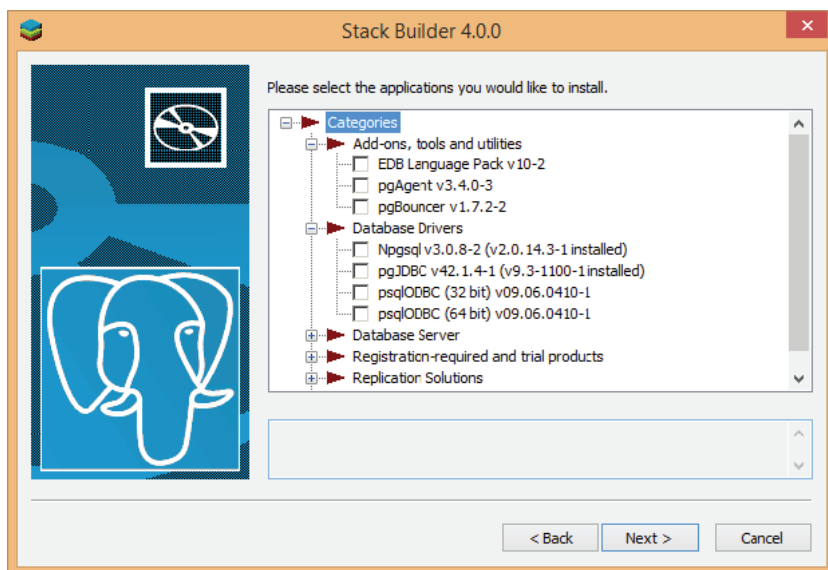 Stack Builder 4.0.0
Please select the applications you would like to install.
Categories
Add-ons, tools and utilities
EDB Language Pack v10-2
pgAgent v3.4.0-3
pgBouncer v1.7.2-2
Database Drivers
Npgsql v3.0.8-2 (v2.0.14.3-1 installed)
pgJDBC v42.1.4-1 (v9.3-1100-1 installed)
psqlODBC (32 bit) v09.06.0410-1
psqlODBC (64 bit) v09.06.0410-1
Database Server
Registration-required and trial products
Replication Solutions
< Back Next > Cancel